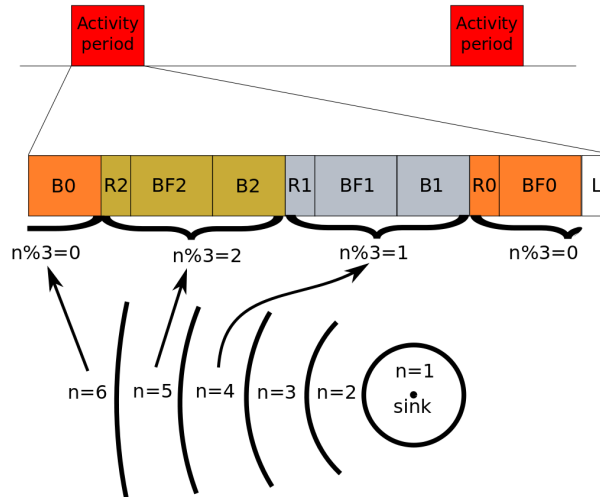 Activity
period
Activity
period
B0 R2 BF2 B2 R1 BF1 B1 R0 BF0 L
n%3=0 n%3=2 n%3=1 n%3=0
n=6 n=5 n=4 n=3 n=2 n=1
sink